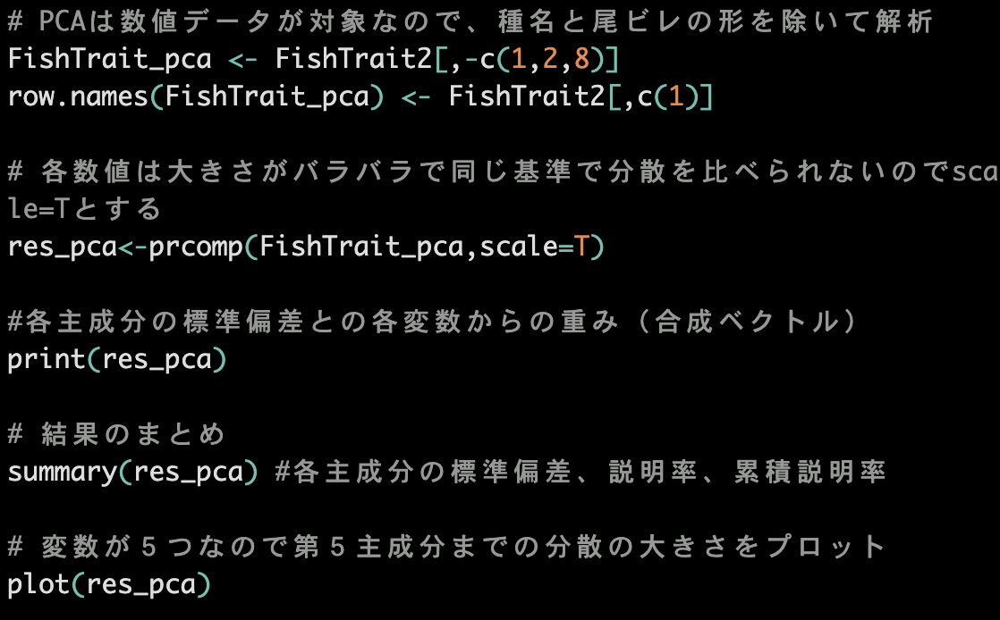 # PCAは数値データが対象なので、種名と尾ビレの形を除いて解析
FishTrait_pca <- FishTrait2[,-c(1,2,8)]
row.names(FishTrait_pca) <- FishTrait2[,c(1)]
# 各数値は大きさがバラバラで同じ基準で分散を比べられないのでsca
le=Tとする
res_pca<-prcomp(FishTrait_pca,scale=T)
#各主成分の標準偏差との各変数からの重み（合成ベクトル）
print(res_pca)
# 結果のまとめ
summary(res_pca) #各主成分の標準偏差、説明率、累積説明率
# 変数が５つなので第５主成分までの分散の大きさをプロット
plot(res_pca)